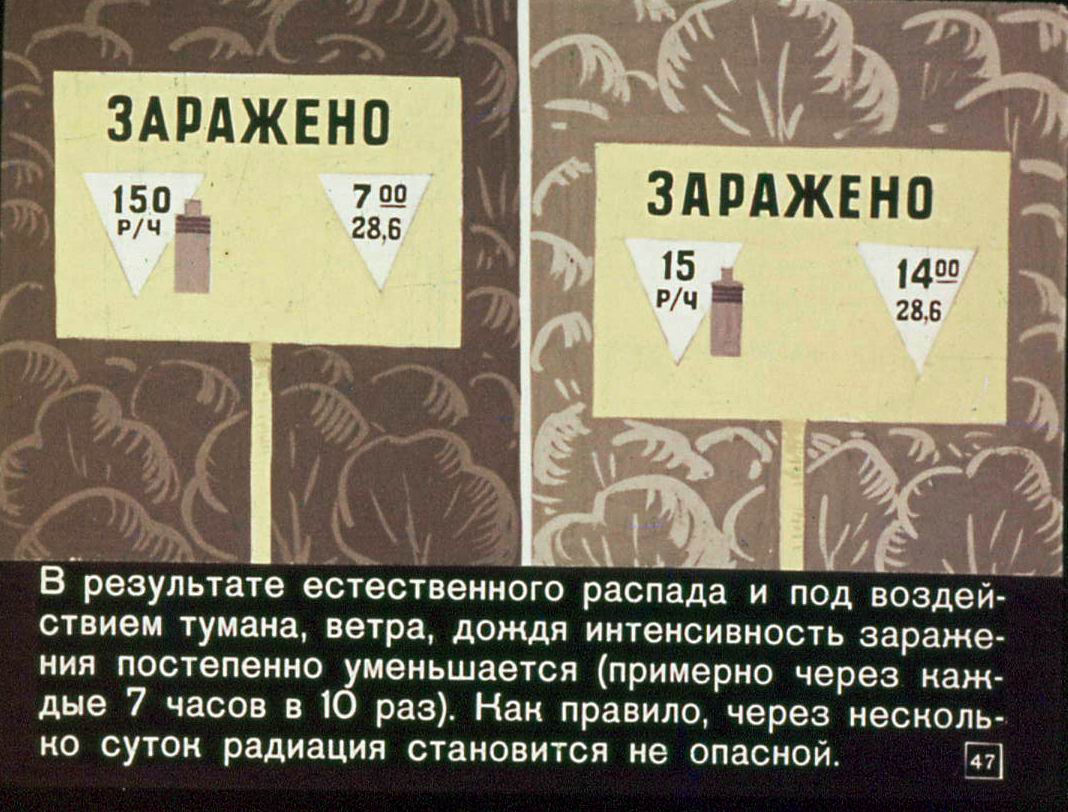 ЗАРАЖЕНО
150
Р/Ч
7 00
28,6
ЗАРАЖЕНО
15
Р/Ч
14 00
28,6
В результате естественного распада и под воздей-
ствием тумана, ветра, дождя интенсивность зараже-
ния постепенно уменьшается (примерно через каж-
дые 7 часов в 10 раз). Как правило, через несколь-
ко суток радиация становится не опасной.
47